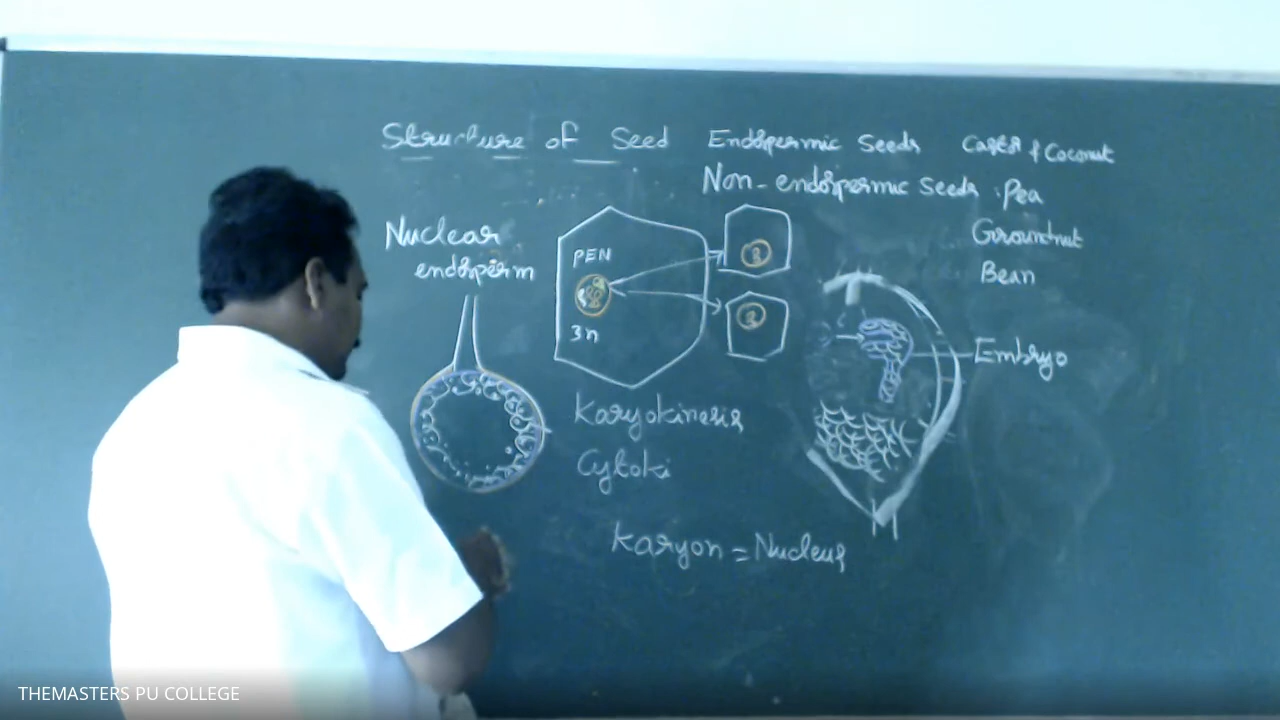 Structure of Seed Endospermic Seeds Castor & Coconut
Non-endospermic seeds : Pea
Groundnut
Bean
Nuclear
endosperm
PEN
3n
Embryo
Karyokinesis
Cytoki
Karyon = Nucleus
THEMASTERS PU COLLEGE